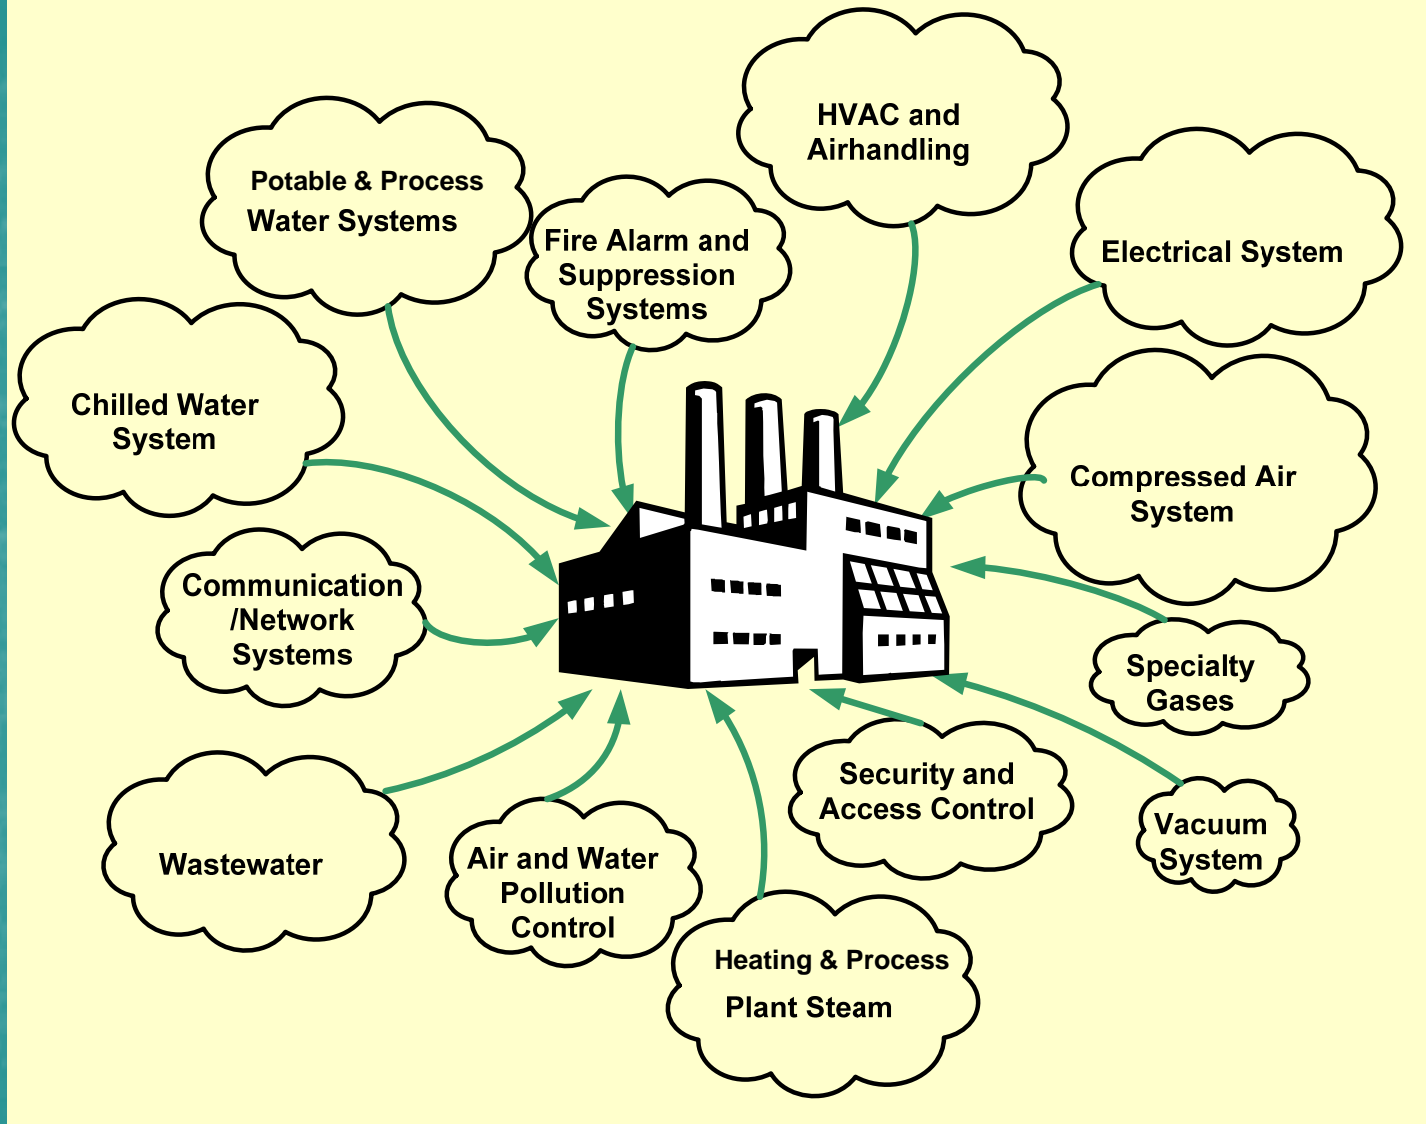 HVAC and
Airhandling
Potable & Process
Water Systems
Fire Alarm and
Suppression
Systems
Electrical System
Chilled Water
System
Compressed Air
System
Communication
/Network
Systems
Specialty
Gases
Security and
Access Control
Vacuum
System
Wastewater
Air and Water
Pollution
Control
Heating & Process
Plant Steam